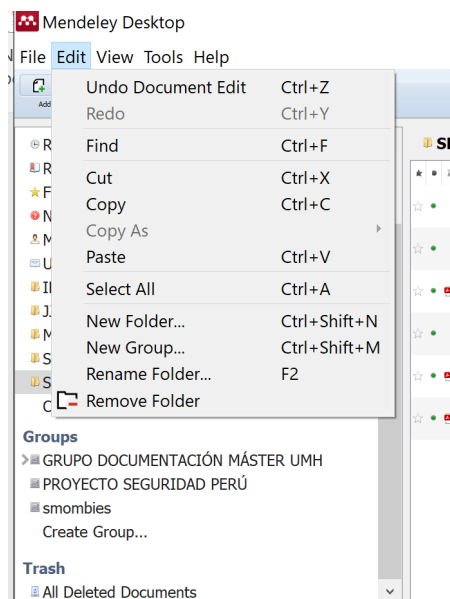 Mendeley Desktop
File Edit View Tools Help
Add
Undo Document Edit Ctrl+Z
Redo Ctrl+Y
Find Ctrl+F
Cut Ctrl+X
Copy Ctrl+C
Copy As
Paste Ctrl+V
Select All Ctrl+A
New Folder... Ctrl+Shift+N
New Group... Ctrl+Shift+M
Rename Folder... F2
Remove Folder
Groups
GRUPO DOCUMENTACIÓN MÁSTER UMH
PROYECTO SEGURIDAD PERÚ
smombies
Create Group...
Trash
All Deleted Documents